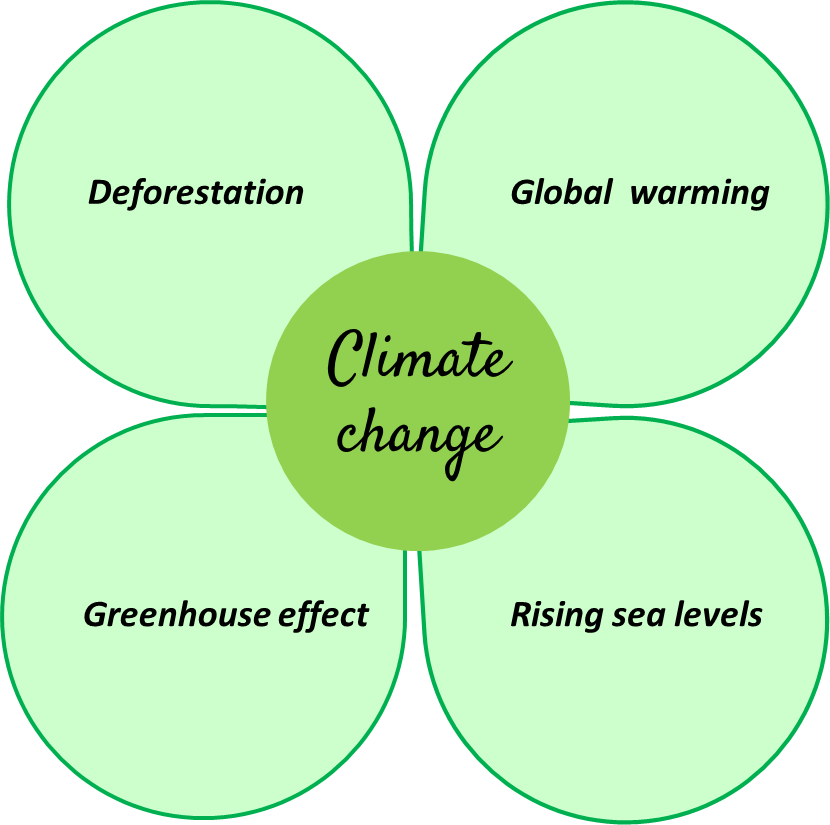 Deforestation
Global warming
Climate
change
Greenhouse effect
Rising sea levels